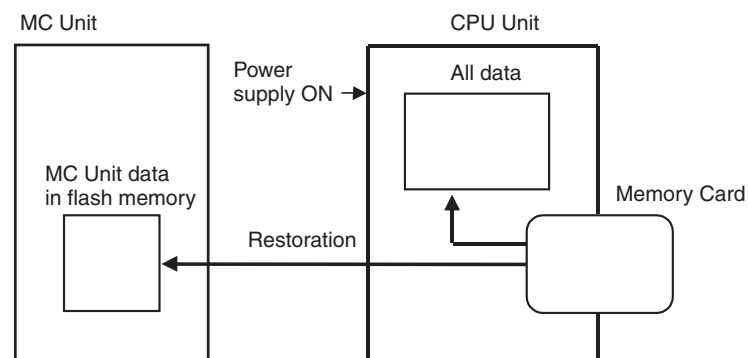 MC Unit
CPU Unit
Power
supply ON
All data
MC Unit data
in flash memory
Memory Card
Restoration